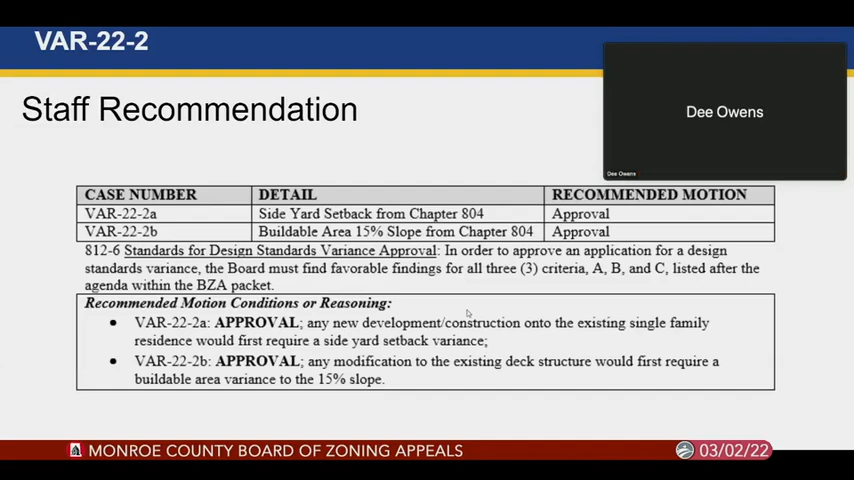 VAR-22-2
Staff Recommendation
Dee Owens
Dee Owens
CASE NUMBER DETAIL RECOMMENDED MOTION
VAR-22-2a Side Yard Setback from Chapter 804 Approval
VAR-22-2b Buildable Area 15% Slope from Chapter 804 Approval
812-6 Standards for Design Standards Variance Approval: In order to approve an application for a design
standards variance, the Board must find favorable findings for all three (3) criteria, A, B, and C, listed after the
agenda within the BZA packet.
Recommended Motion Conditions or Reasoning:
• VAR-22-2a: APPROVAL; any new development/construction onto the existing single family
residence would first require a side yard setback variance;
• VAR-22-2b: APPROVAL; any modification to the existing deck structure would first require a
buildable area variance to the 15% slope.
MONROE COUNTY BOARD OF ZONING APPEALS 03/02/22